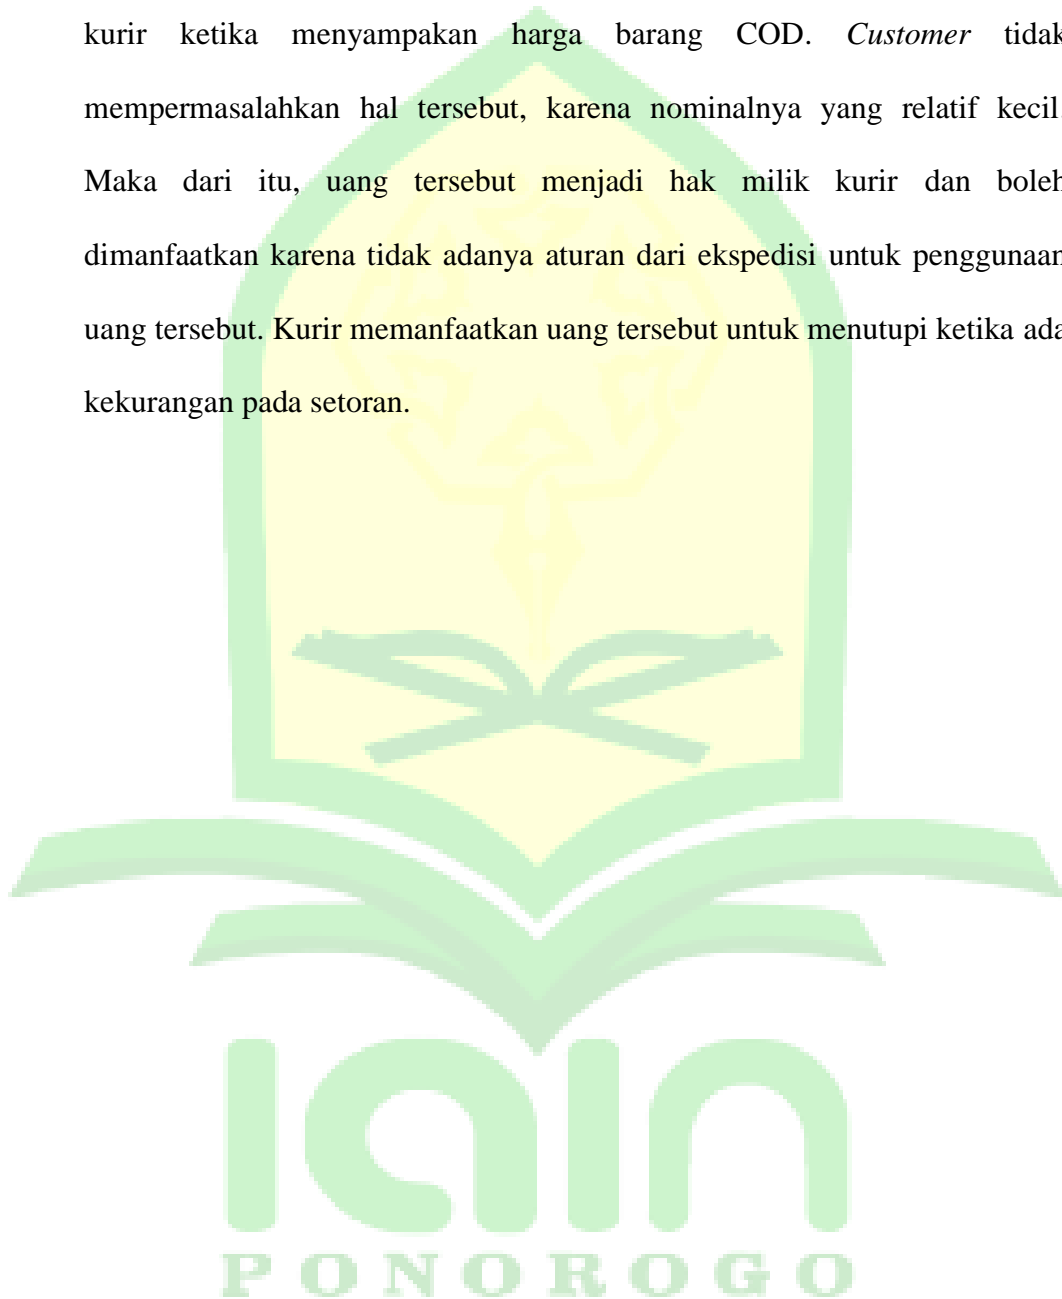 kurir ketika menyampakan harga barang COD. Customer tidak
mempermasalahkan hal tersebut, karena nominalnya yang relatif kecil.
Maka dari itu, uang tersebut menjadi hak milik kurir dan boleh
dimanfaatkan karena tidak adanya aturan dari ekspedisi untuk penggunaan
uang tersebut. Kurir memanfaatkan uang tersebut untuk menutupi ketika ada
kekurangan pada setoran.
iain
PONOROGO